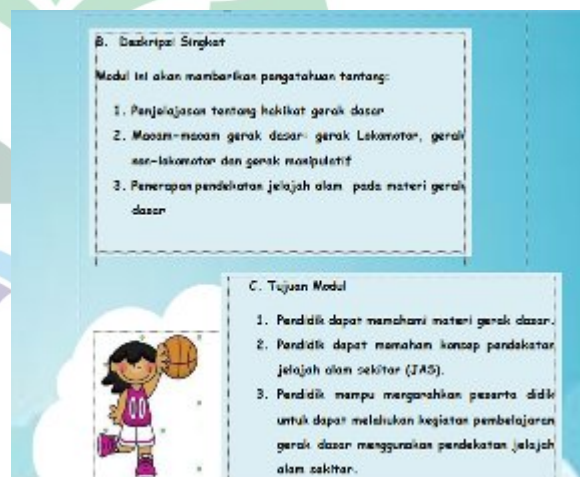 B. Deskripsi Singkat
Modul ini akan memberikan pengetahuan tentang:
1. Penjelajasan tentang hakikat gerak dasar
2. Macam-macam gerak dasar: gerak Lokomotor, gerak
non-lokomotor dan gerak manipulatif
3. Penerapan pendekatan jelajah alam pada materi gerak
dasar
C. Tujuan Modul
1. Pendidik dapat memahami materi gerak dasar.
2. Pendidik dapat memaham konsep pendekatan
jelajah alam sekitar (JAS).
3. Pendidik mampu mengarahkan peserta didik
untuk dapat melakukan kegiatan pembelajaran
gerak dasar menggunakan pendekatan jelajah
alam sekitar.
00